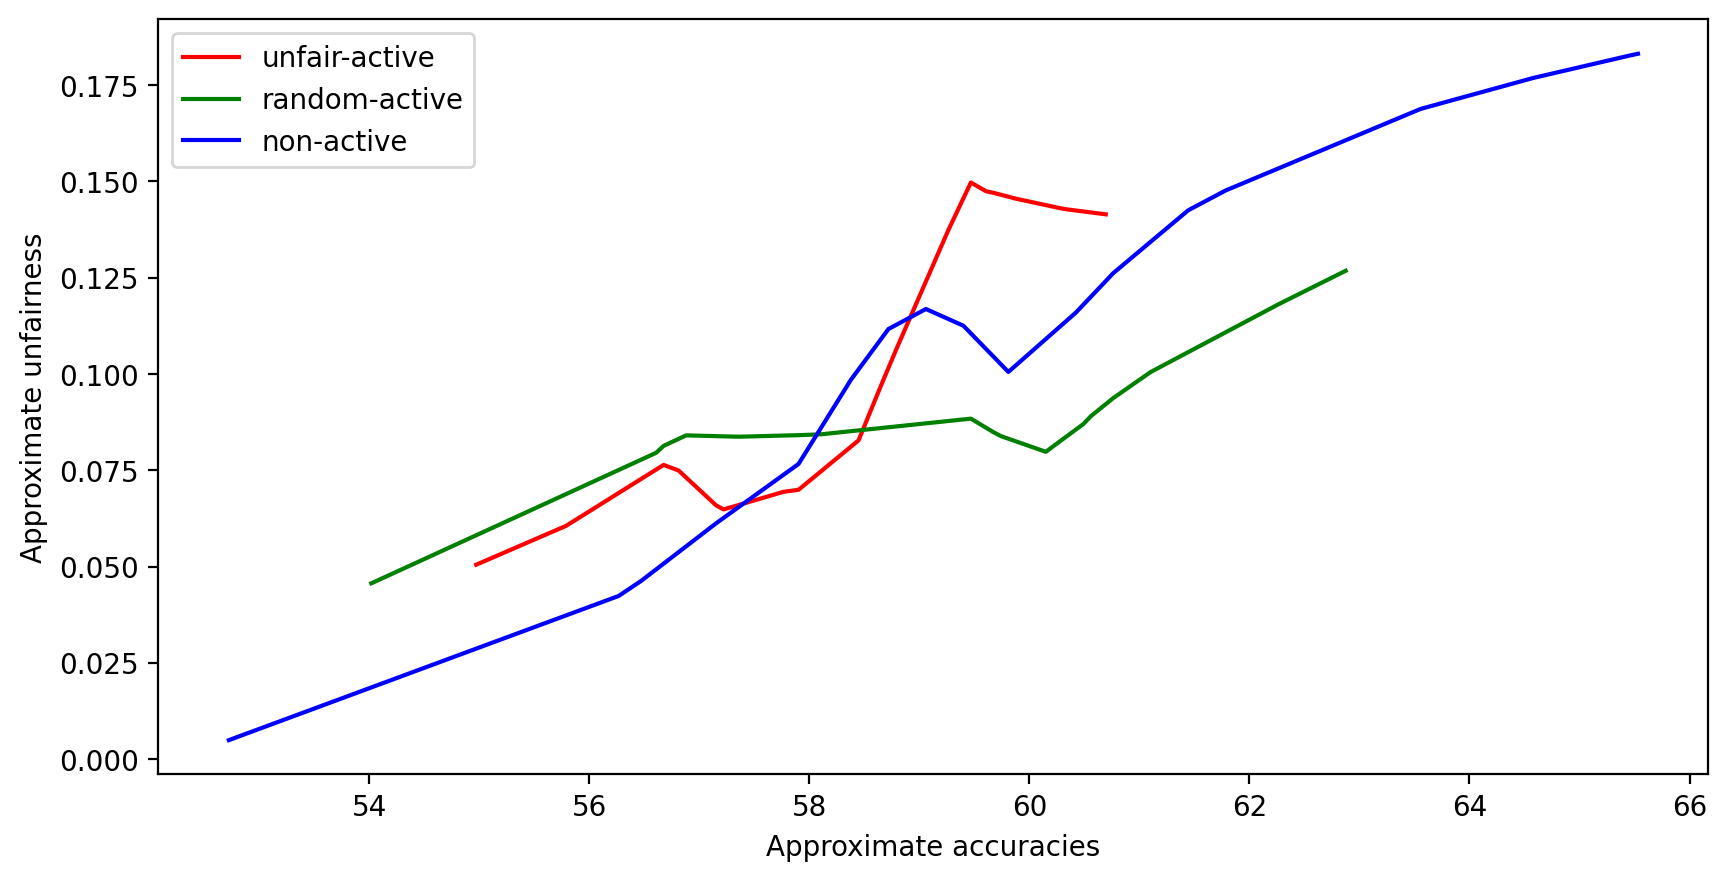 unfair-active
random-active
non-active
0.175
0.150
0.125
0.100
0.075
0.050
0.025
0.000
Approximate unfairness
54 56 58 60 62 64 66
Approximate accuracies